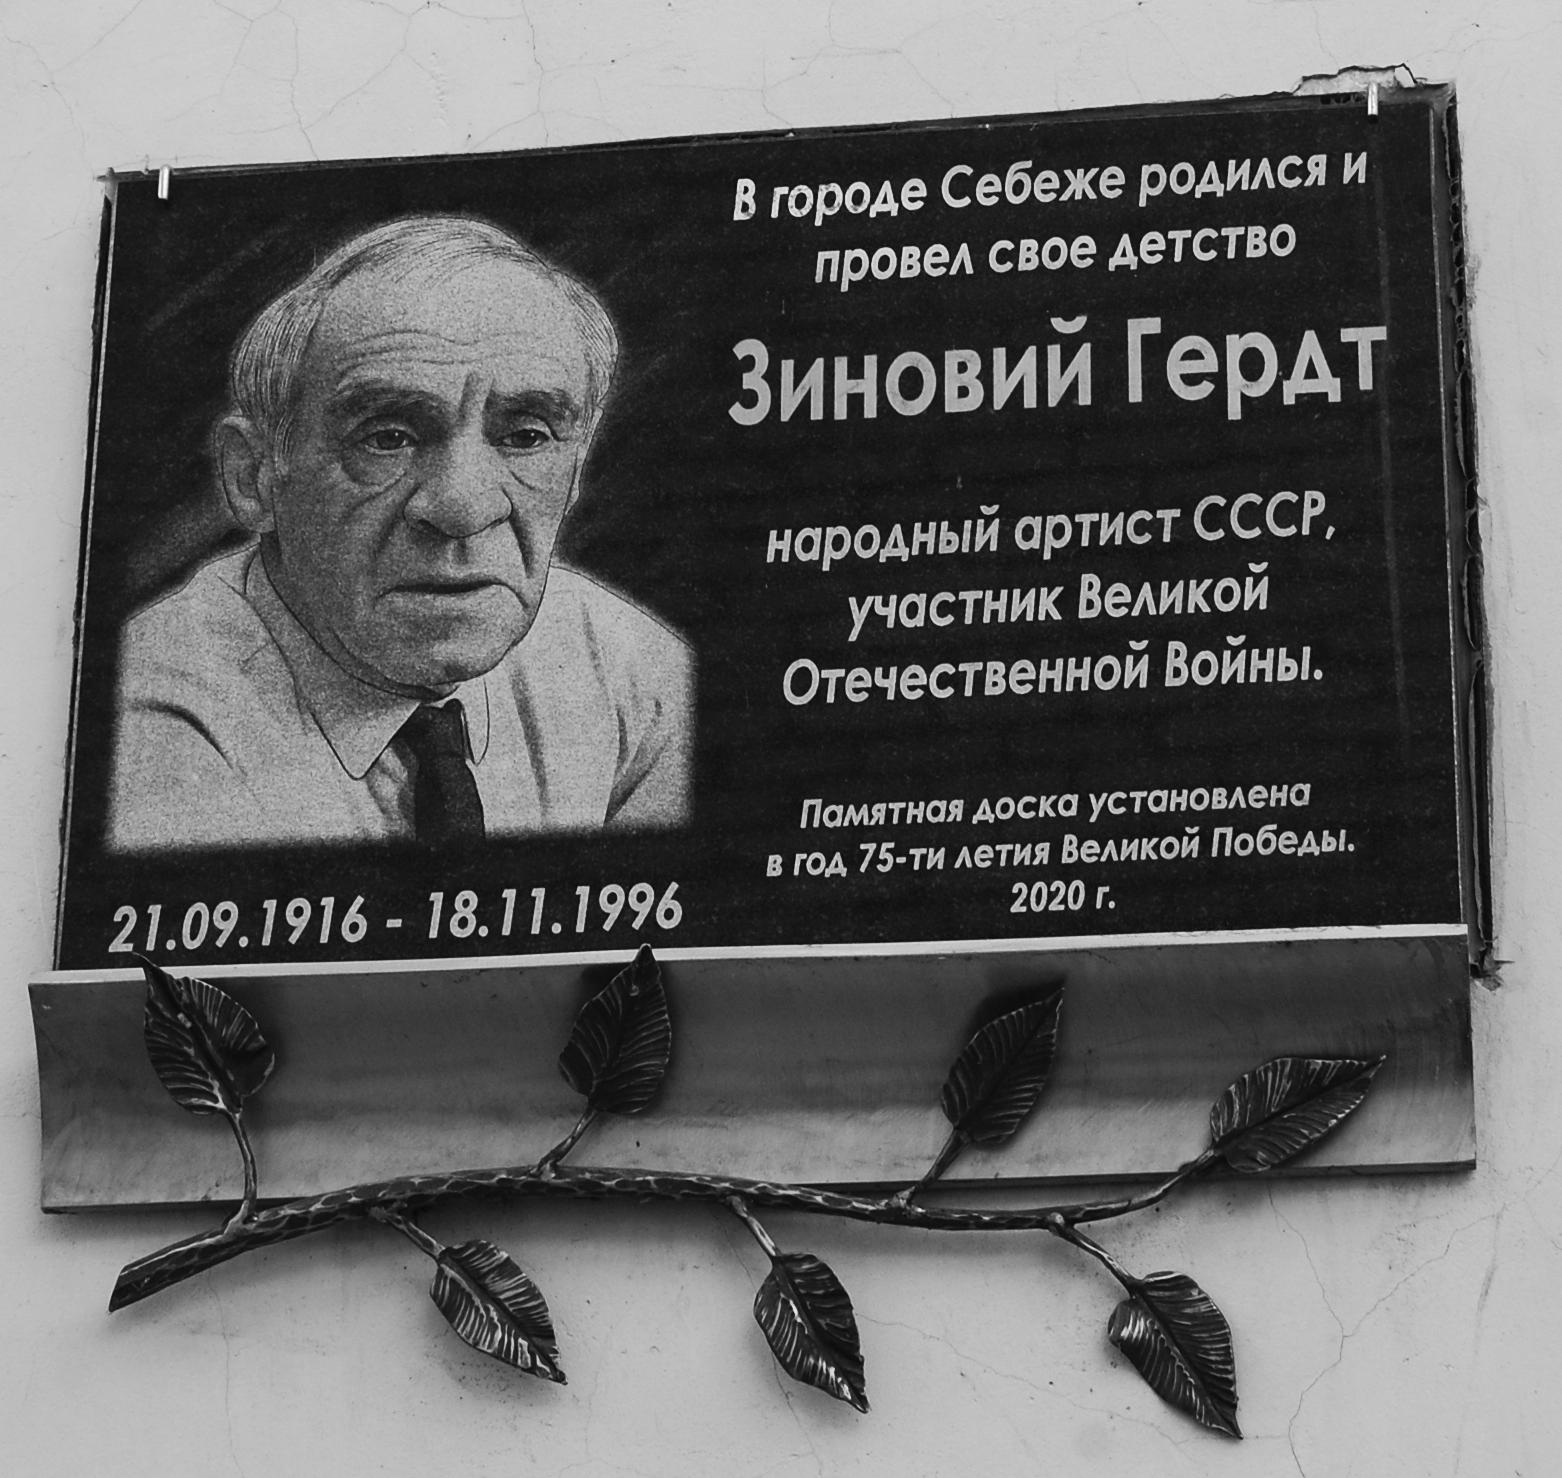 В городе Себеже родился и
провел свое детство
Зиновий Гердт
народный артист СССР,
участник Великой
Отечественной Войны.
Памятная доска установлена
в год 75-ти летия Великой Победы.
2020 г.
21.09.1916 - 18.11.1996